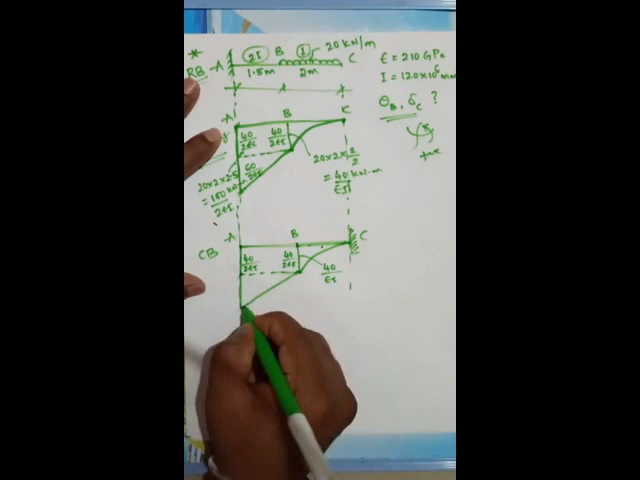 *
2I B I 20 kN/m
RB A C
1.5m 2m
E = 210 GPa
I = 120×10⁶ mm
θB, δC ?
+ve
A B C
40/2EI 40/2EI
60/2EI
20×2×2/2
= 40 kN-m/EI
20×2×2.5
= 100 kN-m/2EI
A B C
CB
40/2EI 40/2EI 40/EI